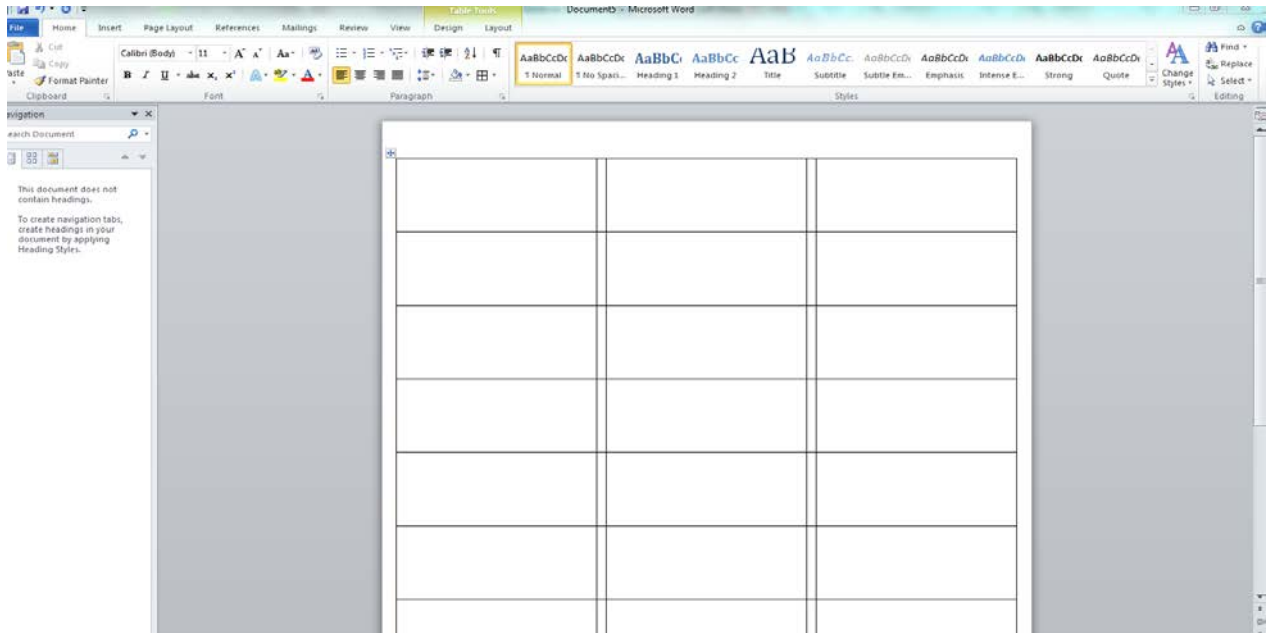 Table Tools
Document5 - Microsoft Word
File Home Insert Page Layout References Mailings Review View Design Layout
Cut
Copy
Format Painter
Clipboard
Calibri (Body) 11
Font
Paragraph
AaBbCcDc AaBbCcDc AaBbC AaBbCc AaB AaBbCc. AaBbCcDc AaBbCcDc AaBbCcDc AaBbCcDc AaBbCcDc
¶ Normal ¶ No Spaci... Heading 1 Heading 2 Title Subtitle Subtle Em... Emphasis Intense E... Strong Quote
Change
Styles
Styles
Find
Replace
Select
Editing
avigation
earch Document
This document does not
contain headings.
To create navigation tabs,
create headings in your
document by applying
Heading Styles.